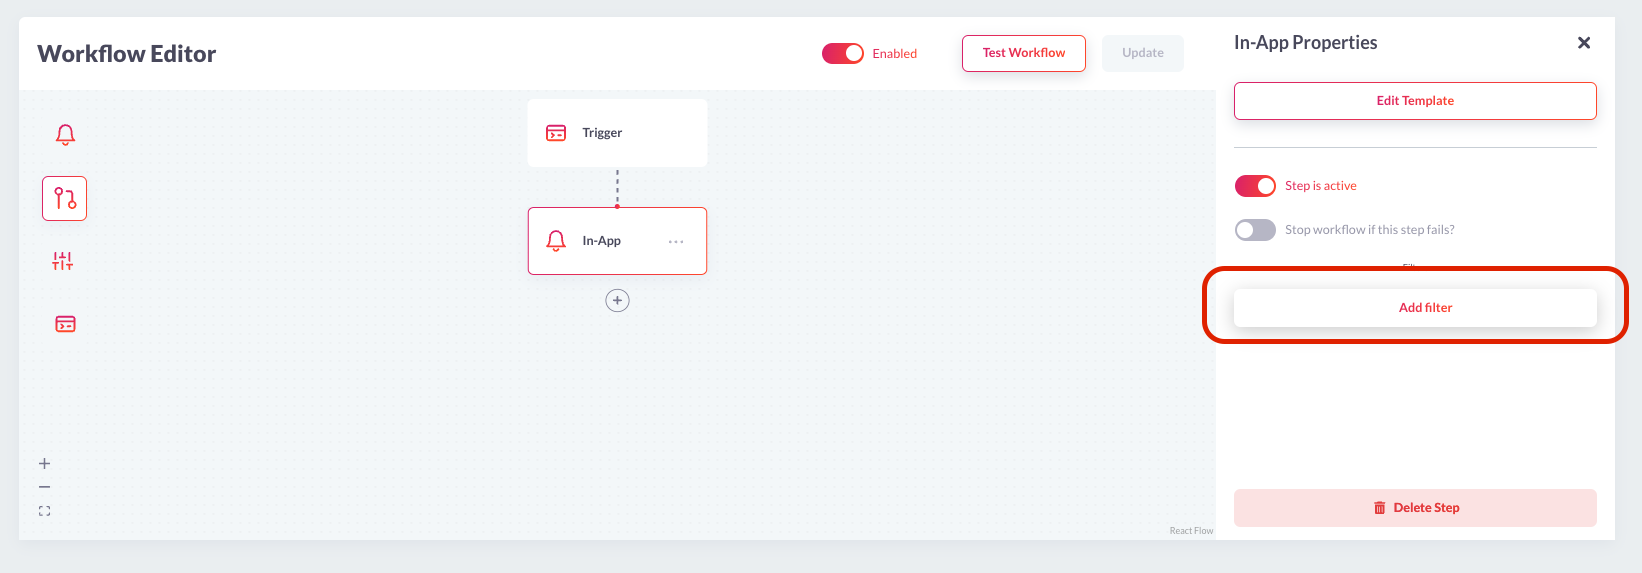 Workflow Editor
Enabled
Test Workflow
Update
Trigger
In-App
React Flow
In-App Properties
Edit Template
Step is active
Stop workflow if this step fails?
Add filter
Delete Step